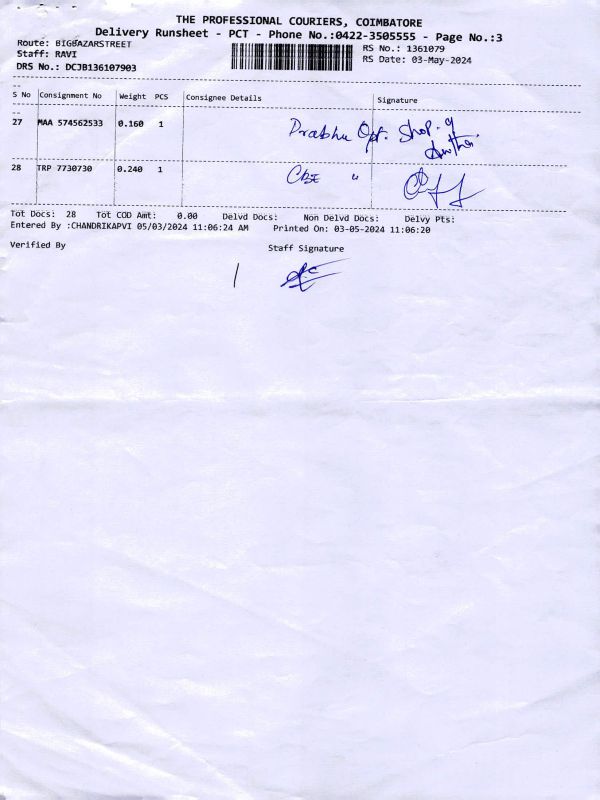 THE PROFESSIONAL COURIERS, COIMBATORE
Delivery Runsheet - PCT - Phone No.:0422-3505555 - Page No.:3
Route: BIGBAZARSTREET
Staff: RAVI
DRS No.: DCJB136107903
RS No.: 1361079
RS Date: 03-May-2024
S No Consignment No Weight PCS Consignee Details Signature
27 MAA 574562533 0.160 1 Prabhu Opt. Shop.
28 TRP 7730730 0.240 1 CBE "
Tot Docs: 28 Tot COD Amt: 0.00 Delvd Docs: Non Delvd Docs: Delvy Pts:
Entered By :CHANDRIKAPVI 05/03/2024 11:06:24 AM Printed On: 03-05-2024 11:06:20
Verified By Staff Signature